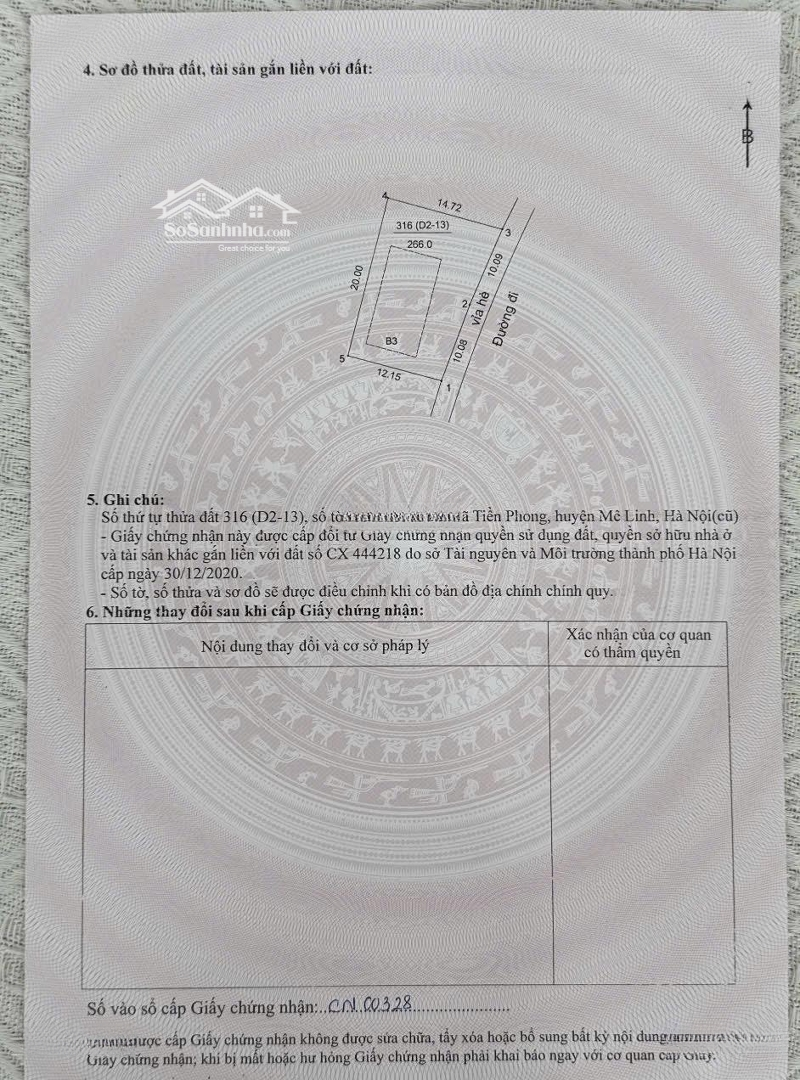 4. Sơ đồ thửa đất, tài sản gắn liền với đất:
B
SoSanhnha.com
Great choice for you
4
14.72
316 (D2-13)
3
266.0
10.09
20.00
2
vỉa hè
Đường đi
B3
10.08
5
12.15
1
5. Ghi chú:
Số thứ tự thửa đất 316 (D2-13), số tờ xã Tiền Phong, huyện Mê Linh, Hà Nội(cũ)
- Giấy chứng nhận này được cấp đổi từ Giấy chứng nhận quyền sử dụng đất, quyền sở hữu nhà ở
và tài sản khác gắn liền với đất số CX 444218 do sở Tài nguyên và Môi trường thành phố Hà Nội
cấp ngày 30/12/2020.
- Số tờ, số thửa và sơ đồ sẽ được điều chỉnh khi có bản đồ địa chính chính quy.
6. Những thay đổi sau khi cấp Giấy chứng nhận:
Nội dung thay đổi và cơ sở pháp lý
Xác nhận của cơ quan
có thẩm quyền
Số vào sổ cấp Giấy chứng nhận: CN 00328
được cấp Giấy chứng nhận không được sửa chữa, tẩy xóa hoặc bổ sung bất kỳ nội dung
Giấy chứng nhận; khi bị mất hoặc hư hỏng Giấy chứng nhận phải khai báo ngay với cơ quan cấp Giấy.